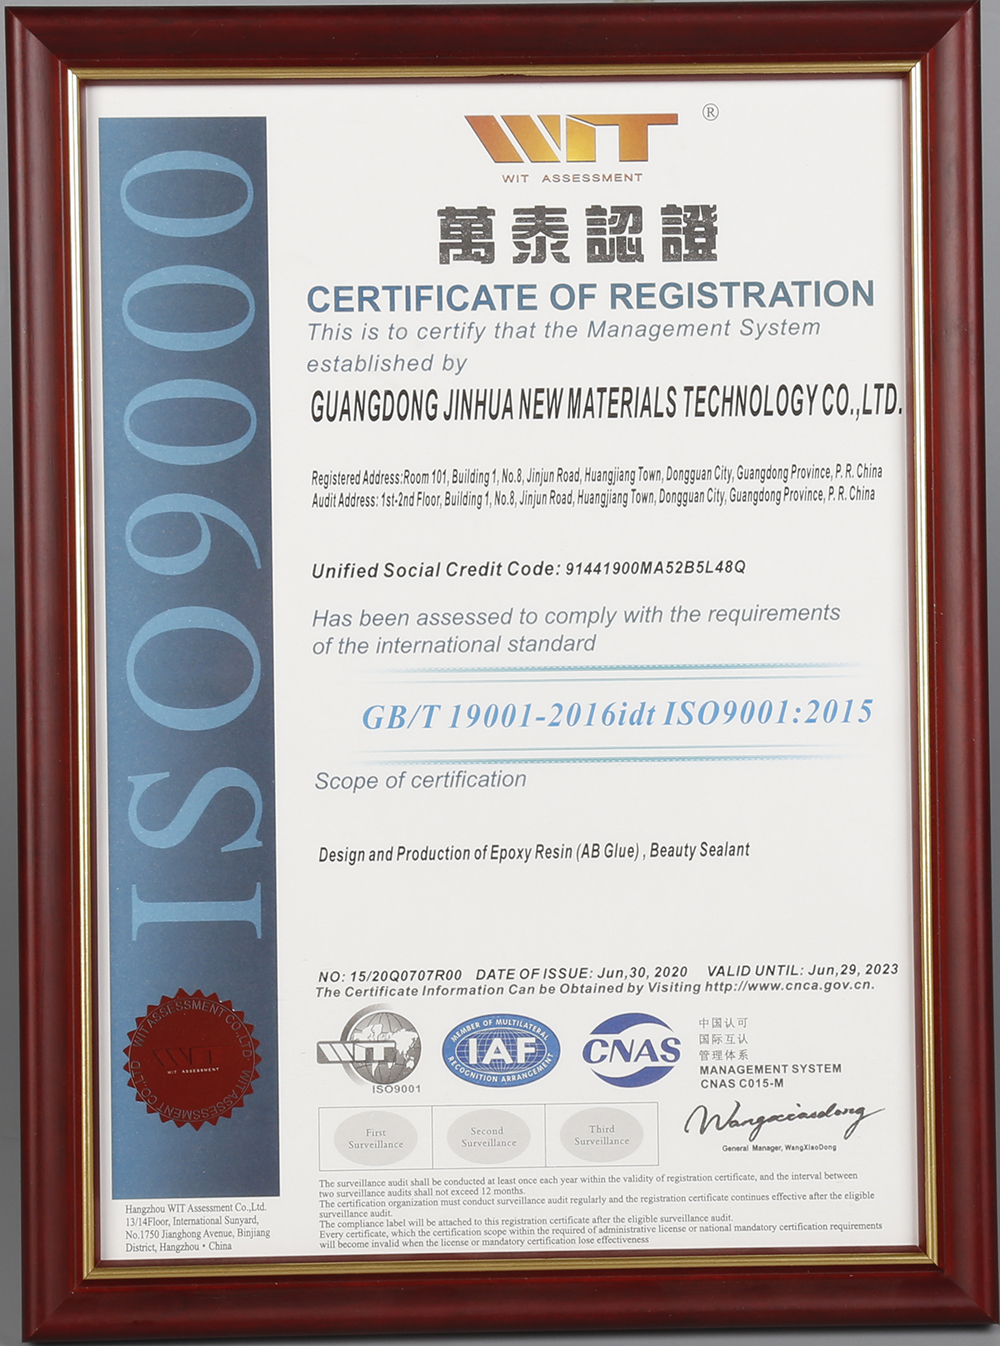 WIT ®
WIT ASSESSMENT
萬泰認證
CERTIFICATE OF REGISTRATION
This is to certify that the Management System
established by
GUANGDONG JINHUA NEW MATERIALS TECHNOLOGY CO.,LTD.
Registered Address:Room 101, Building 1, No.8, Jinjun Road, Huangjiang Town, Dongguan City, Guangdong Province, P. R. China
Audit Address: 1st-2nd Floor, Building 1, No.8, Jinjun Road, Huangjiang Town, Dongguan City, Guangdong Province, P. R. China
Unified Social Credit Code: 91441900MA52B5L48Q
Has been assessed to comply with the requirements
of the international standard
GB/T 19001-2016idt ISO9001:2015
Scope of certification
Design and Production of Epoxy Resin (AB Glue) , Beauty Sealant
NO: 15/20Q0707R00 DATE OF ISSUE: Jun,30, 2020 VALID UNTIL: Jun,29, 2023
The Certificate Information Can be Obtained by Visiting http://www.cnca.gov.cn.
WIT
ISO9001
MEMBER OF MULTILATERAL
IAF
RECOGNITION ARRANGEMENT
CNAS
中国认可
国际互认
管理体系
MANAGEMENT SYSTEM
CNAS C015-M
First
Surveillance
Second
Surveillance
Third
Surveillance
Wangxiaodong
General Manager, WangXiaoDong
The surveillance audit shall be conducted at least once each year within the validity of registration certificate, and the interval between
two surveillance audits shall not exceed 12 months.
The certification organization must conduct surveillance audit regularly and the registration certificate continues effective after the eligible
surveillance audit.
The compliance label will be attached to this registration certificate after the eligible surveillance audit.
Every certificate, which the certification scope within the required of administrative license or national mandatory certification requirements
will become invalid when the license or mandatory certification lose effectiveness
ISO9000
WIT ASSESSMENT CO.,LTD WIT ASSESSMENT CO.,LTD
WIT
WIT ASSESSMENT
Hangzhou WIT Assessment Co.,Ltd.
13/14Floor, International Sunyard,
No.1750 Jianghong Avenue, Binjiang
District, Hangzhou • China